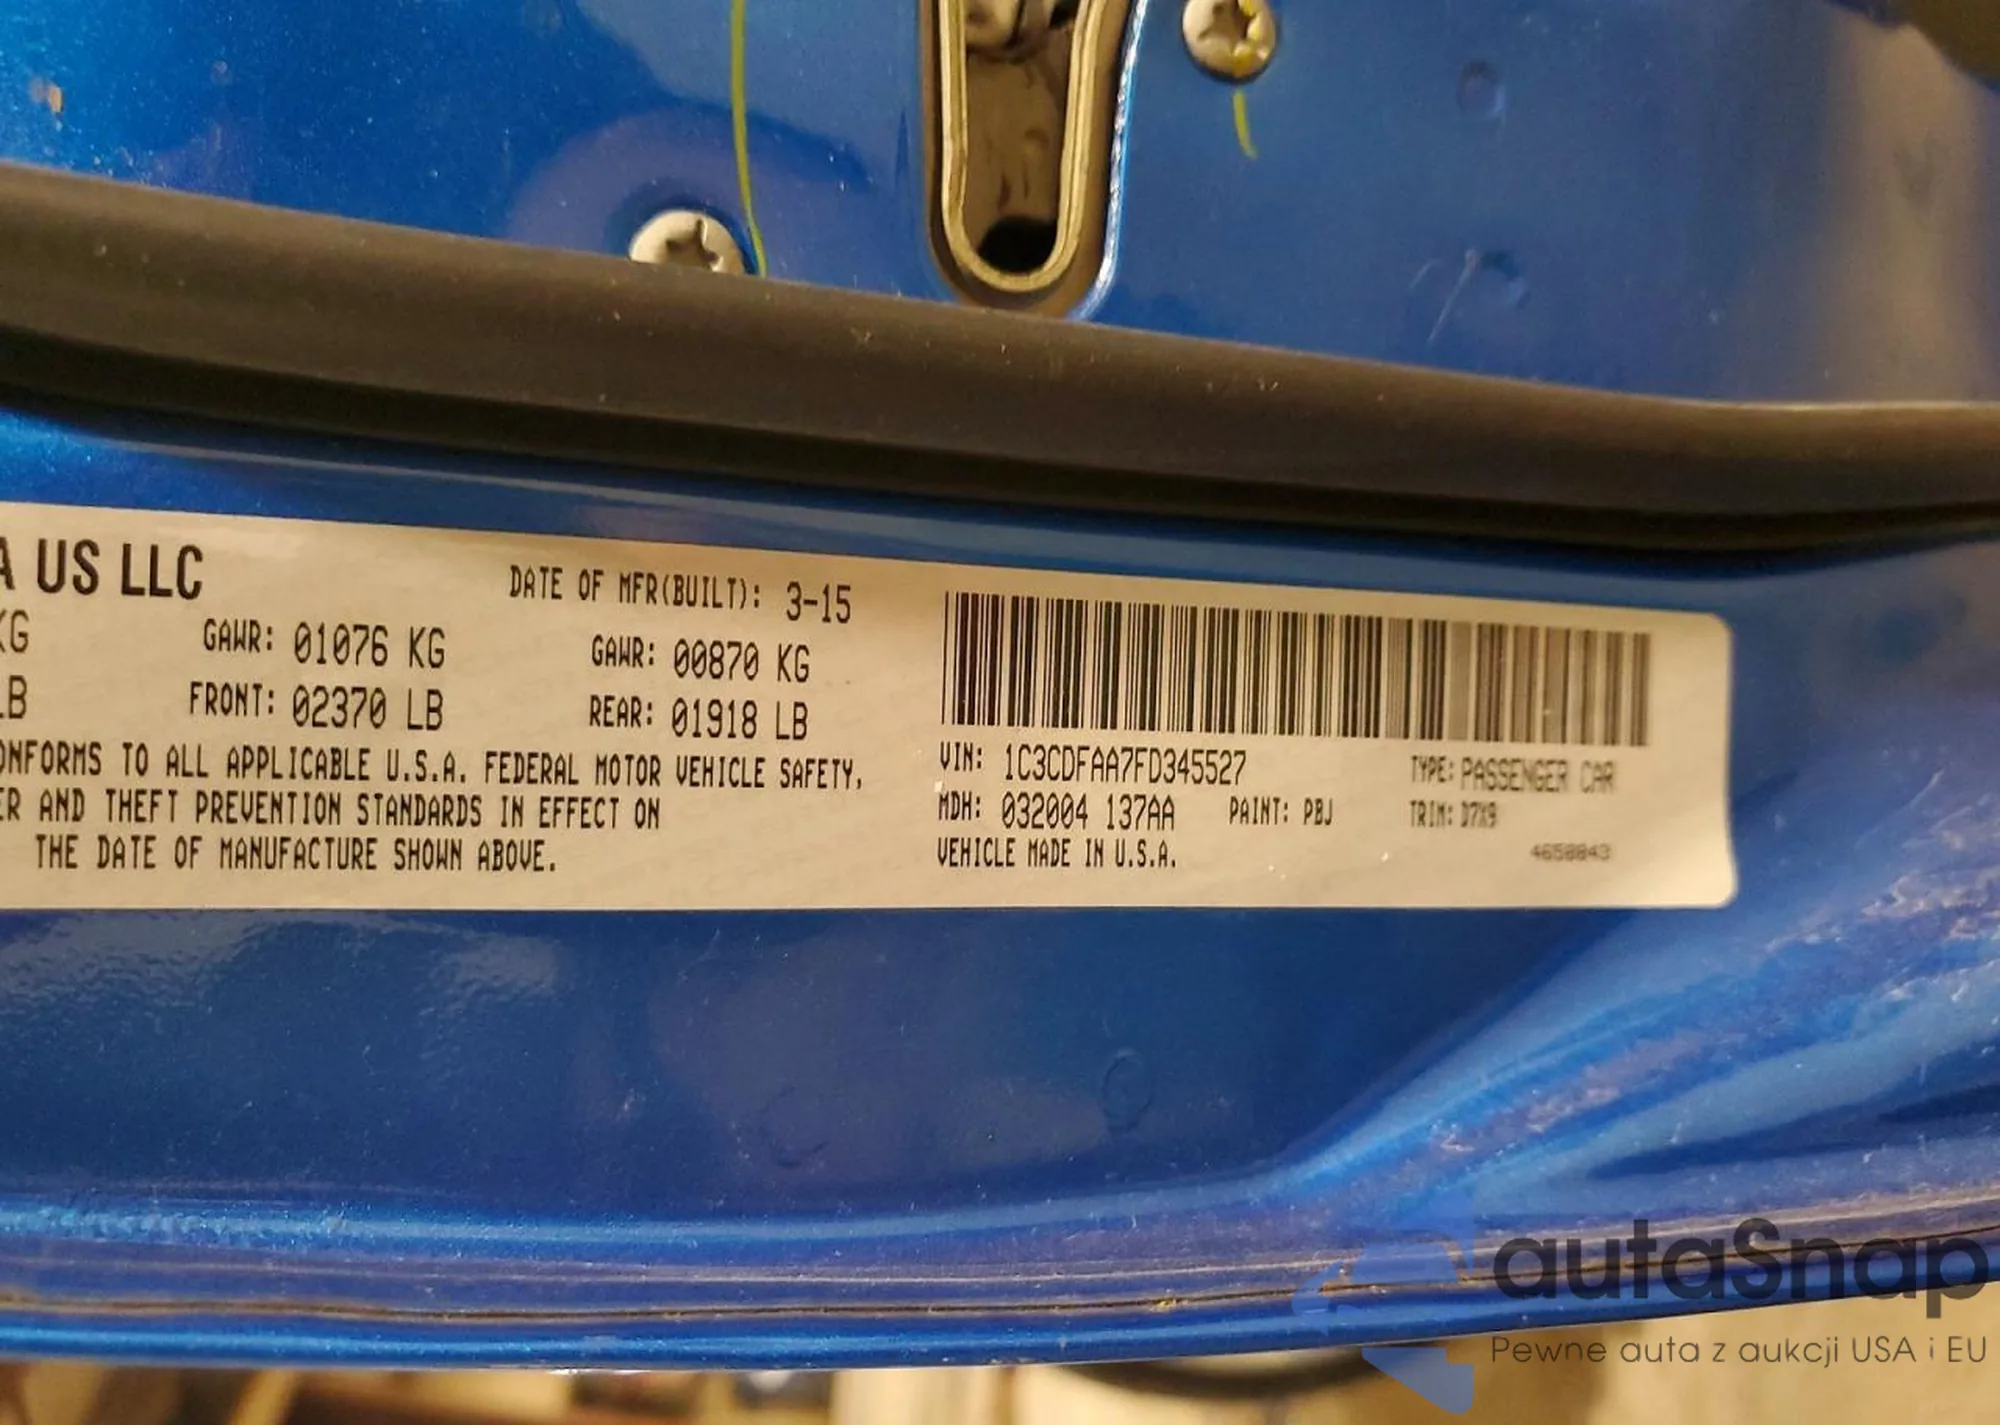 A US LLC
DATE OF MFR(BUILT): 3-15
KG GAWR: 01076 KG GAWR: 00870 KG
LB FRONT: 02370 LB REAR: 01918 LB
ONFORMS TO ALL APPLICABLE U.S.A. FEDERAL MOTOR VEHICLE SAFETY,
ER AND THEFT PREVENTION STANDARDS IN EFFECT ON
THE DATE OF MANUFACTURE SHOWN ABOVE.
VIN: 1C3CDFAA7FD345527 TYPE: PASSENGER CAR
MDH: 032004 137AA PAINT: PBJ TRIM: D7X9
VEHICLE MADE IN U.S.A. 4650043
autaSnap
Pewne auta z aukcji USA i EU